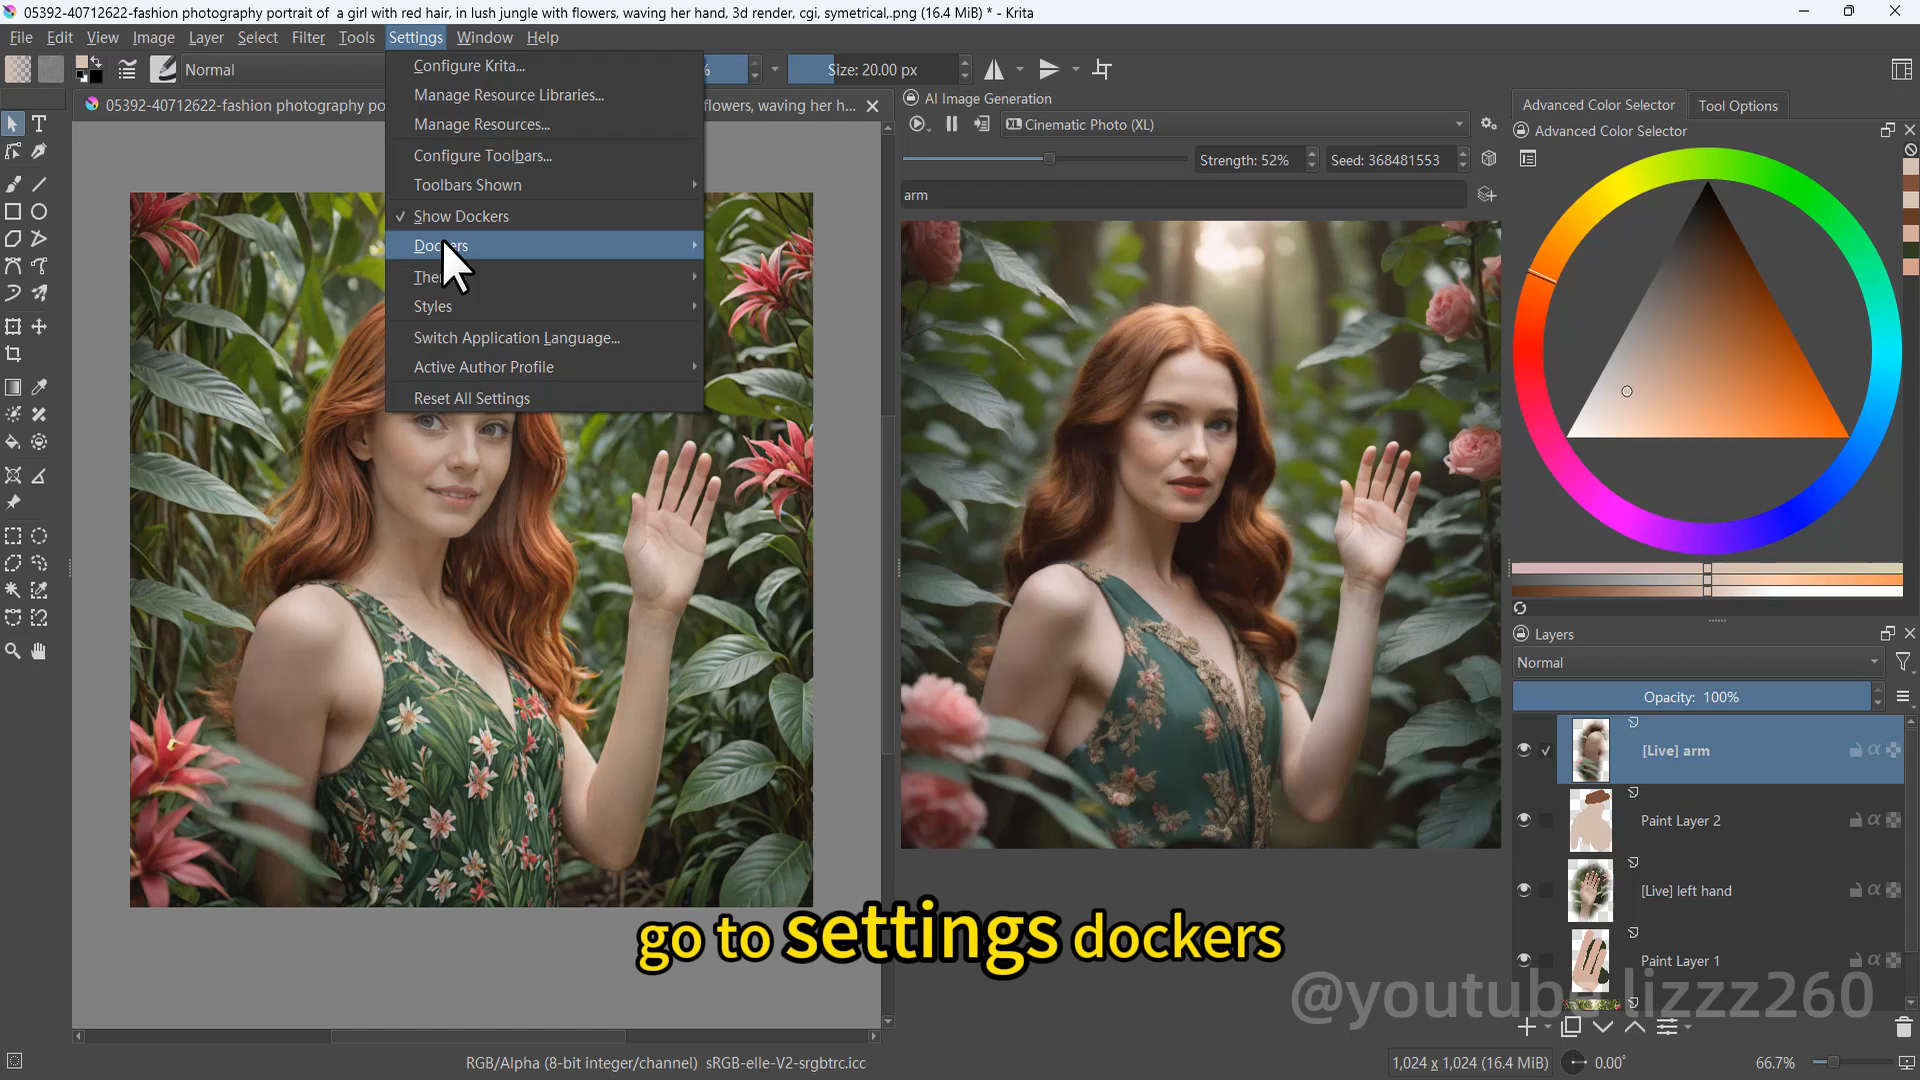 05392-40712622-fashion photography portrait of  a girl with red hair, in lush jungle with flowers, waving her hand, 3d render, cgi, symetrical,.png (16.4 MiB) * - Krita
File Edit View Image Layer Select Filter Tools Settings Window Help
Normal
%
Size: 20.00 px
Configure Krita...
Manage Resource Libraries...
Manage Resources...
Configure Toolbars...
Toolbars Shown
Show Dockers
Dockers
Styles
Switch Application Language...
Active Author Profile
Reset All Settings
05392-40712622-fashion photography po
flowers, waving her h...
AI Image Generation
XL Cinematic Photo (XL)
Strength: 52%
Seed: 368481553
arm
Advanced Color Selector
Tool Options
Advanced Color Selector
Layers
Normal
Opacity: 100%
[Live] arm
Paint Layer 2
[Live] left hand
Paint Layer 1
go to settings dockers
@youtube lizzz260
RGB/Alpha (8-bit integer/channel)  sRGB-elle-V2-srgbtrc.icc
1,024 x 1,024 (16.4 MiB)
0.00°
66.7%